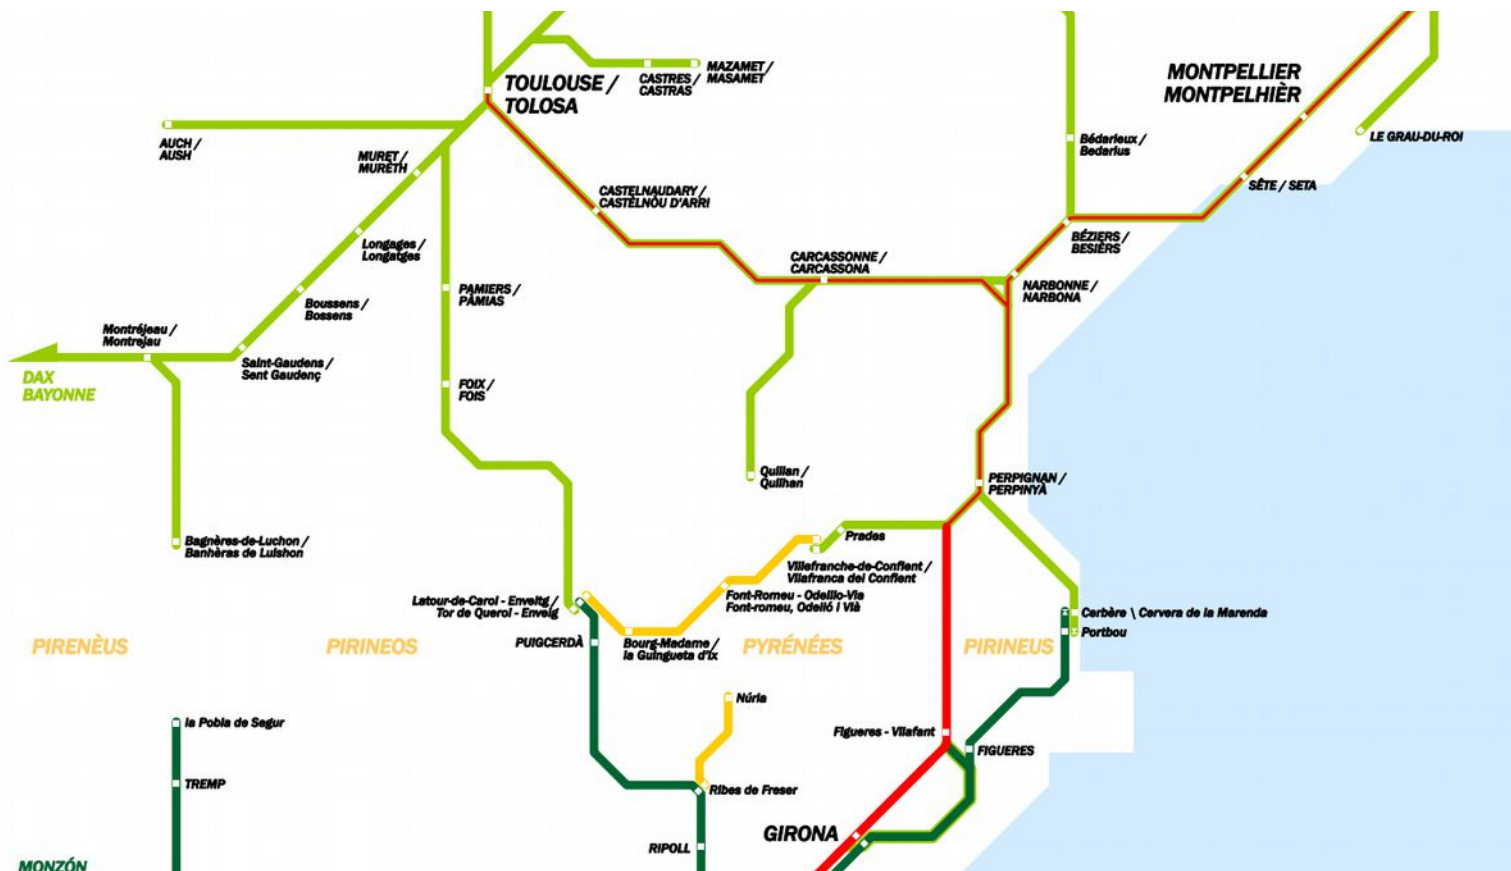 TOULOUSE /
TOLOSA
CASTRES /
CASTRAS
MAZAMET /
MASAMET
MONTPELLIER
MONTPELHIÈR
AUCH /
AUSH
MURET /
MURETH
Bédarieux /
Bedarius
LE GRAU-DU-ROI
CASTELNAUDARY /
CASTÈLNÒU D'ARRI
SÈTE / SETA
Longages /
Longatges
CARCASSONNE /
CARCASSONA
BÉZIERS /
BESIÈRS
PAMIERS /
PÀMIAS
Boussens /
Bossens
NARBONNE /
NARBONA
Montréjeau /
Montrejau
Saint-Gaudens /
Sent Gaudenç
DAX
BAYONNE
FOIX /
FOIS
Quillan /
Quilhan
PERPIGNAN /
PERPINYÀ
Bagnères-de-Luchon /
Banhèras de Luishon
Prades
Villefranche-de-Conflent /
Vilafranca del Conflent
Latour-de-Carol - Enveitg /
Tor de Querol - Enveig
Font-Romeu - Odeillo-Via
Font-romeu, Odelló i Vià
Cerbère \ Cervera de la Marenda
Portbou
PUIGCERDÀ
Bourg-Madame /
la Guingueta d'Ix
PIRENÈUS
PIRINEOS
PYRÉNÉES
PIRINEUS
Núria
la Pobla de Segur
Figueres - Vilafant
FIGUERES
TREMP
Ribes de Freser
GIRONA
RIPOLL
MONZÓN